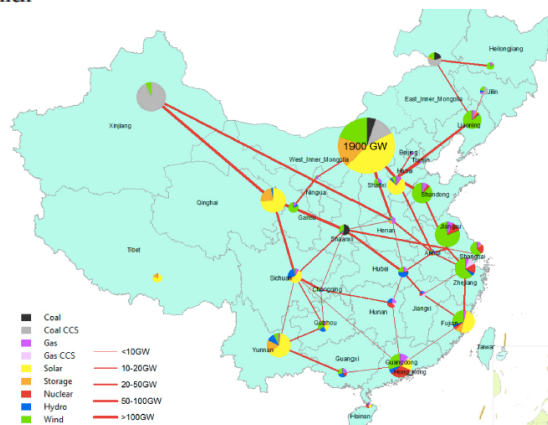 Heilongjiang
Jilin
East_Inner_Mongolia
Liaoning
Xinjiang
1900 GW
Beijing
Tianjin
West_Inner_Mongolia
Hebei
Shanxi
Ningxia
Shandong
Qinghai
Gansu
Jiangsu
Henan
Shaanxi
Shanghai
Anhui
Tibet
Hubei
Sichuan
Chongqing
Zhejiang
Hunan
Jiangxi
Guizhou
Fujian
Yunnan
Taiwan
Guangxi
Guangdong
Hong_Kong
Hainan
Coal
Coal CCS
Gas
Gas CCS
Solar
Storage
Nuclear
Hydro
Wind
<10GW
10-20GW
20-50GW
50-100GW
>100GW